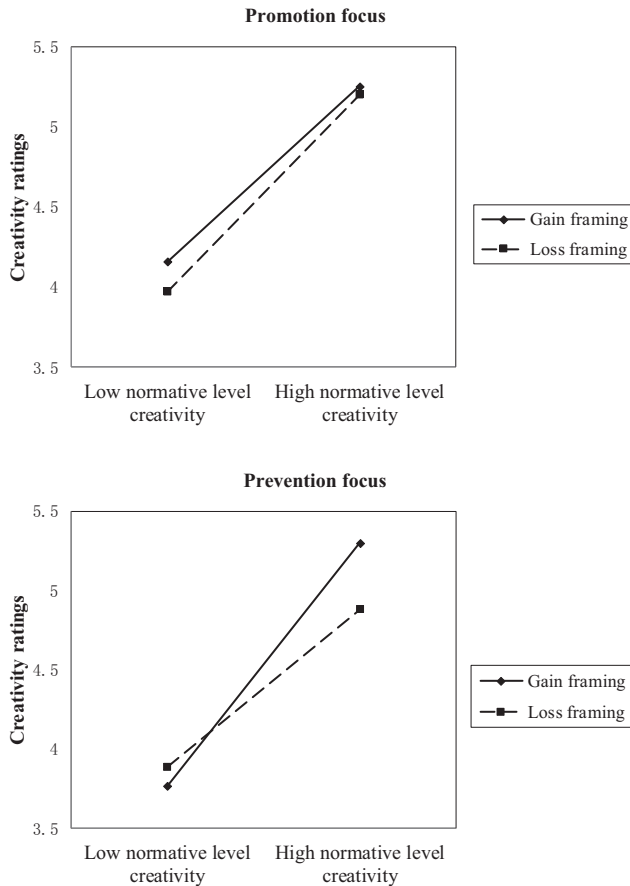 Promotion focus
5.5
5
4.5
4
3.5
Creativity ratings
Low normative level
creativity
High normative level
creativity
Gain framing
Loss framing
Prevention focus
5.5
5
4.5
4
3.5
Creativity ratings
Low normative level
creativity
High normative level
creativity
Gain framing
Loss framing